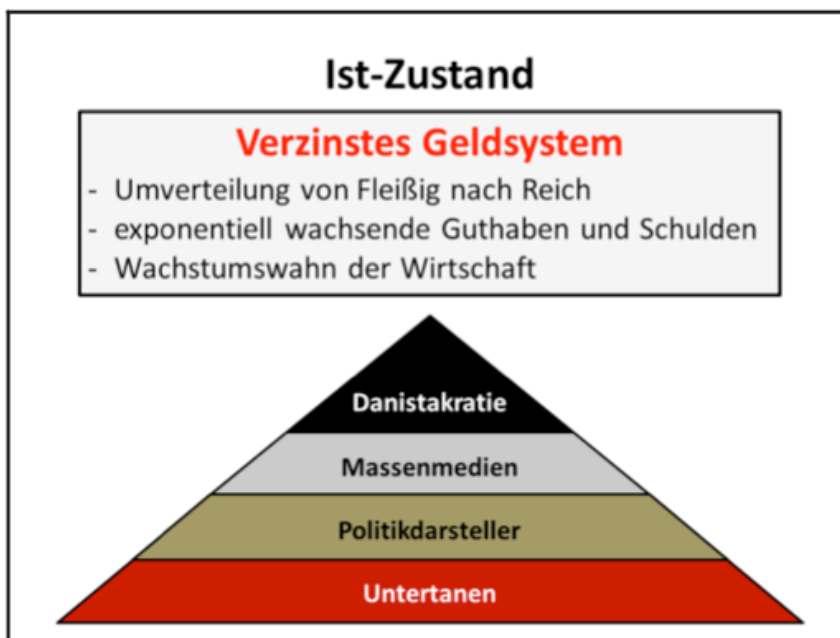 Ist-Zustand
Verzinstes Geldsystem
- Umverteilung von Fleißig nach Reich
- exponentiell wachsende Guthaben und Schulden
- Wachstumswahn der Wirtschaft
Danistakratie
Massenmedien
Politikdarsteller
Untertanen